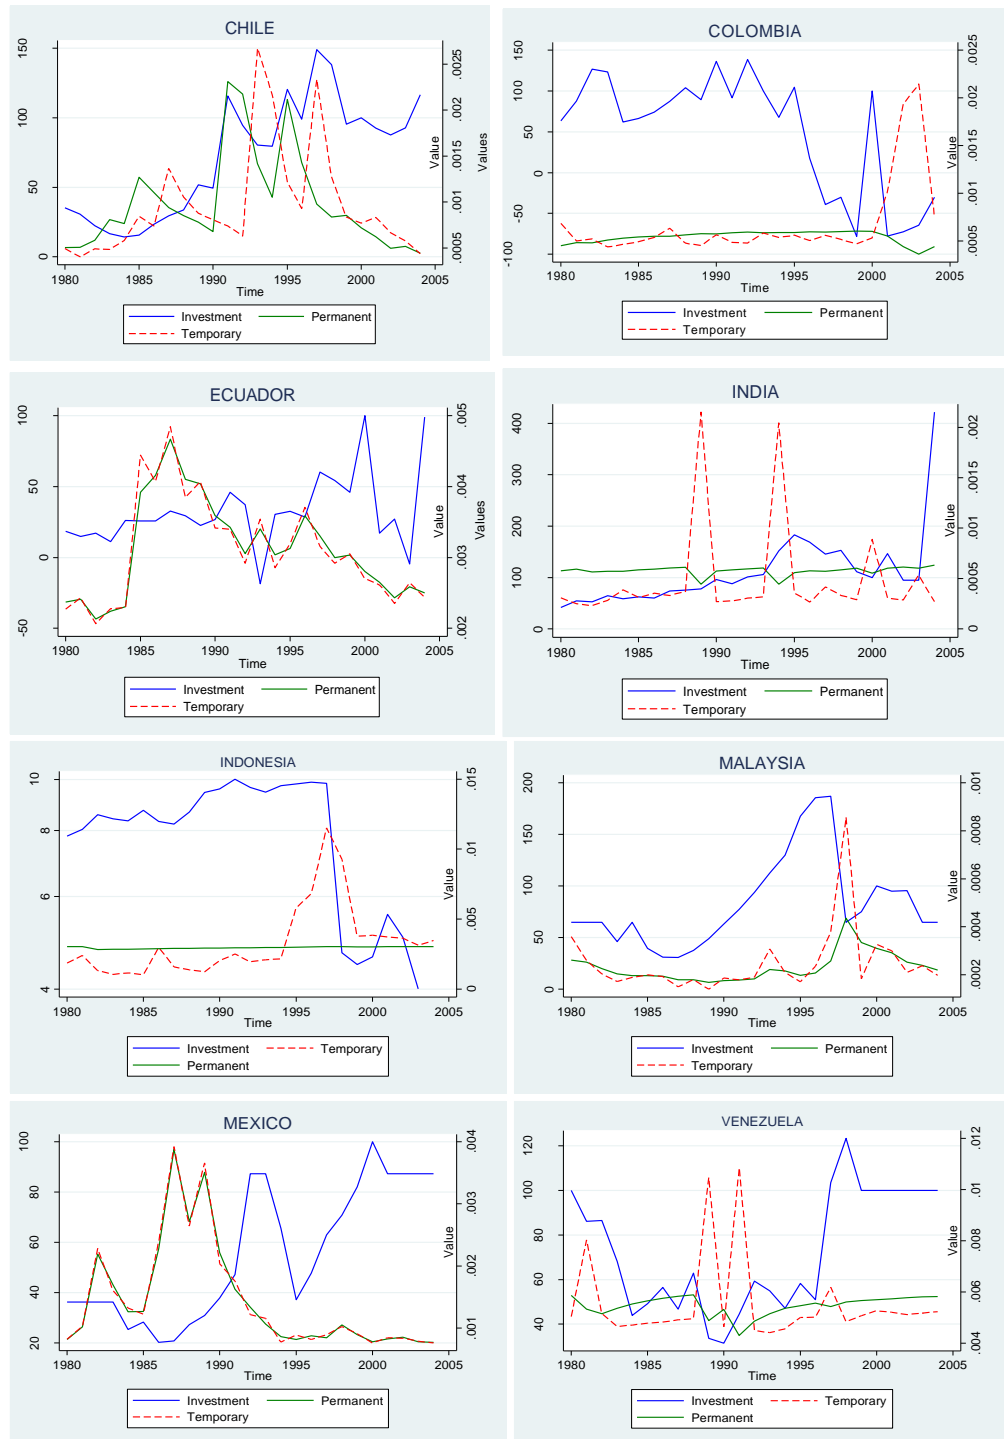 CHILE
150
100
50
0
.0025
.002
.0015
.001
.0005
Value
Values
1980 1985 1990 1995 2000 2005
Time
Investment Permanent
Temporary
COLOMBIA
150
100
50
0
-50
-100
.0025
.002
.0015
.001
.0005
Value
1980 1985 1990 1995 2000 2005
Time
Investment Permanent
Temporary
ECUADOR
100
50
0
-50
.005
.004
.003
.002
Value
Values
1980 1985 1990 1995 2000 2005
Time
Investment Permanent
Temporary
INDIA
400
300
200
100
0
.002
.0015
.001
.0005
0
Value
1980 1985 1990 1995 2000 2005
Time
Investment Permanent
Temporary
INDONESIA
10
8
6
4
.015
.01
.005
0
Value
1980 1985 1990 1995 2000 2005
Time
Investment Temporary
Permanent
MALAYSIA
200
150
100
50
0
.001
.0008
.0006
.0004
.0002
Value
1980 1985 1990 1995 2000 2005
Time
Investment Permanent
Temporary
MEXICO
100
80
60
40
20
.004
.003
.002
.001
Value
1980 1985 1990 1995 2000 2005
Time
Investment Permanent
Temporary
VENEZUELA
120
100
80
60
40
.012
.01
.008
.006
.004
Value
1980 1985 1990 1995 2000 2005
Time
Investment Temporary
Permanent